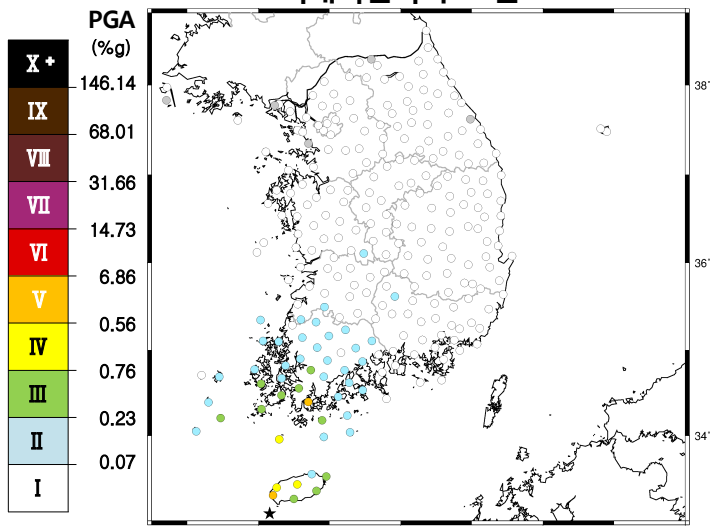 PGA
(%g)
X +
146.14
IX
68.01
VIII
31.66
VII
14.73
VI
6.86
V
0.56
IV
0.76
III
0.23
II
0.07
I
38°
36°
34°